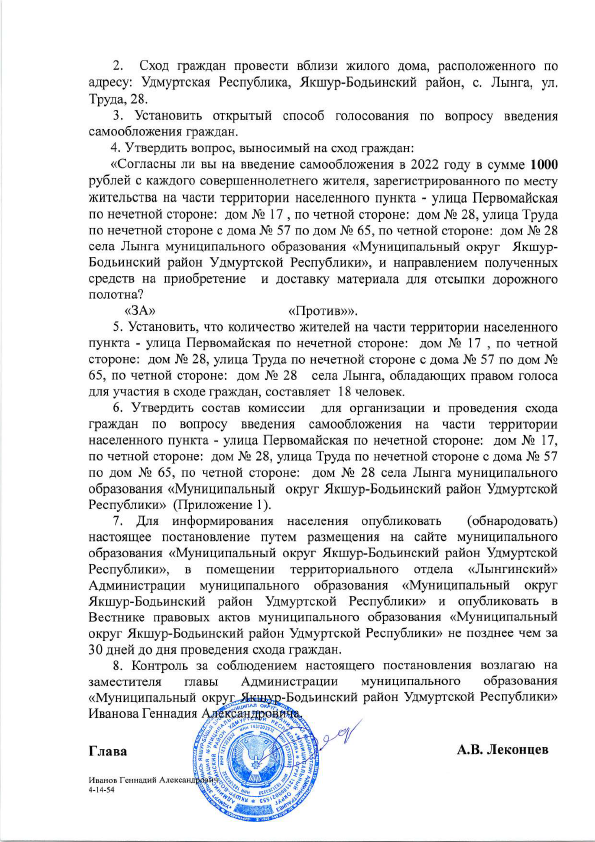 2. Сход граждан провести вблизи жилого дома, расположенного по
адресу: Удмуртская Республика, Якшур-Бодьинский район, с. Лынга, ул.
Труда, 28.
3. Установить открытый способ голосования по вопросу введения
самообложения граждан.
4. Утвердить вопрос, выносимый на сход граждан:
«Согласны ли вы на введение самообложения в 2022 году в сумме 1000
рублей с каждого совершеннолетнего жителя, зарегистрированного по месту
жительства на части территории населенного пункта - улица Первомайская
по нечетной стороне: дом № 17 , по четной стороне: дом № 28, улица Труда
по нечетной стороне с дома № 57 по дом № 65, по четной стороне: дом № 28
села Лынга муниципального образования «Муниципальный округ Якшур-
Бодьинский район Удмуртской Республики», и направлением полученных
средств на приобретение и доставку материала для отсыпки дорожного
полотна?
«ЗА» «Против»».
5. Установить, что количество жителей на части территории населенного
пункта - улица Первомайская по нечетной стороне: дом № 17 , по четной
стороне: дом № 28, улица Труда по нечетной стороне с дома № 57 по дом №
65, по четной стороне: дом № 28 села Лынга, обладающих правом голоса
для участия в сходе граждан, составляет 18 человек.
6. Утвердить состав комиссии для организации и проведения схода
граждан по вопросу введения самообложения на части территории
населенного пункта - улица Первомайская по нечетной стороне: дом № 17,
по четной стороне: дом № 28, улица Труда по нечетной стороне с дома № 57
по дом № 65, по четной стороне: дом № 28 села Лынга муниципального
образования «Муниципальный округ Якшур-Бодьинский район Удмуртской
Республики» (Приложение 1).
7. Для информирования населения опубликовать (обнародовать)
настоящее постановление путем размещения на сайте муниципального
образования «Муниципальный округ Якшур-Бодьинский район Удмуртской
Республики», в помещении территориального отдела «Лынгинский»
Администрации муниципального образования «Муниципальный округ
Якшур-Бодьинский район Удмуртской Республики» и опубликовать в
Вестнике правовых актов муниципального образования «Муниципальный
округ Якшур-Бодьинский район Удмуртской Республики» не позднее чем за
30 дней до дня проведения схода граждан.
8. Контроль за соблюдением настоящего постановления возлагаю на
заместителя главы Администрации муниципального образования
«Муниципальный округ Якшур-Бодьинский район Удмуртской Республики»
Иванова Геннадия Александровича.
Глава А.В. Леконцев
Иванов Геннадий Александрович
4-14-54